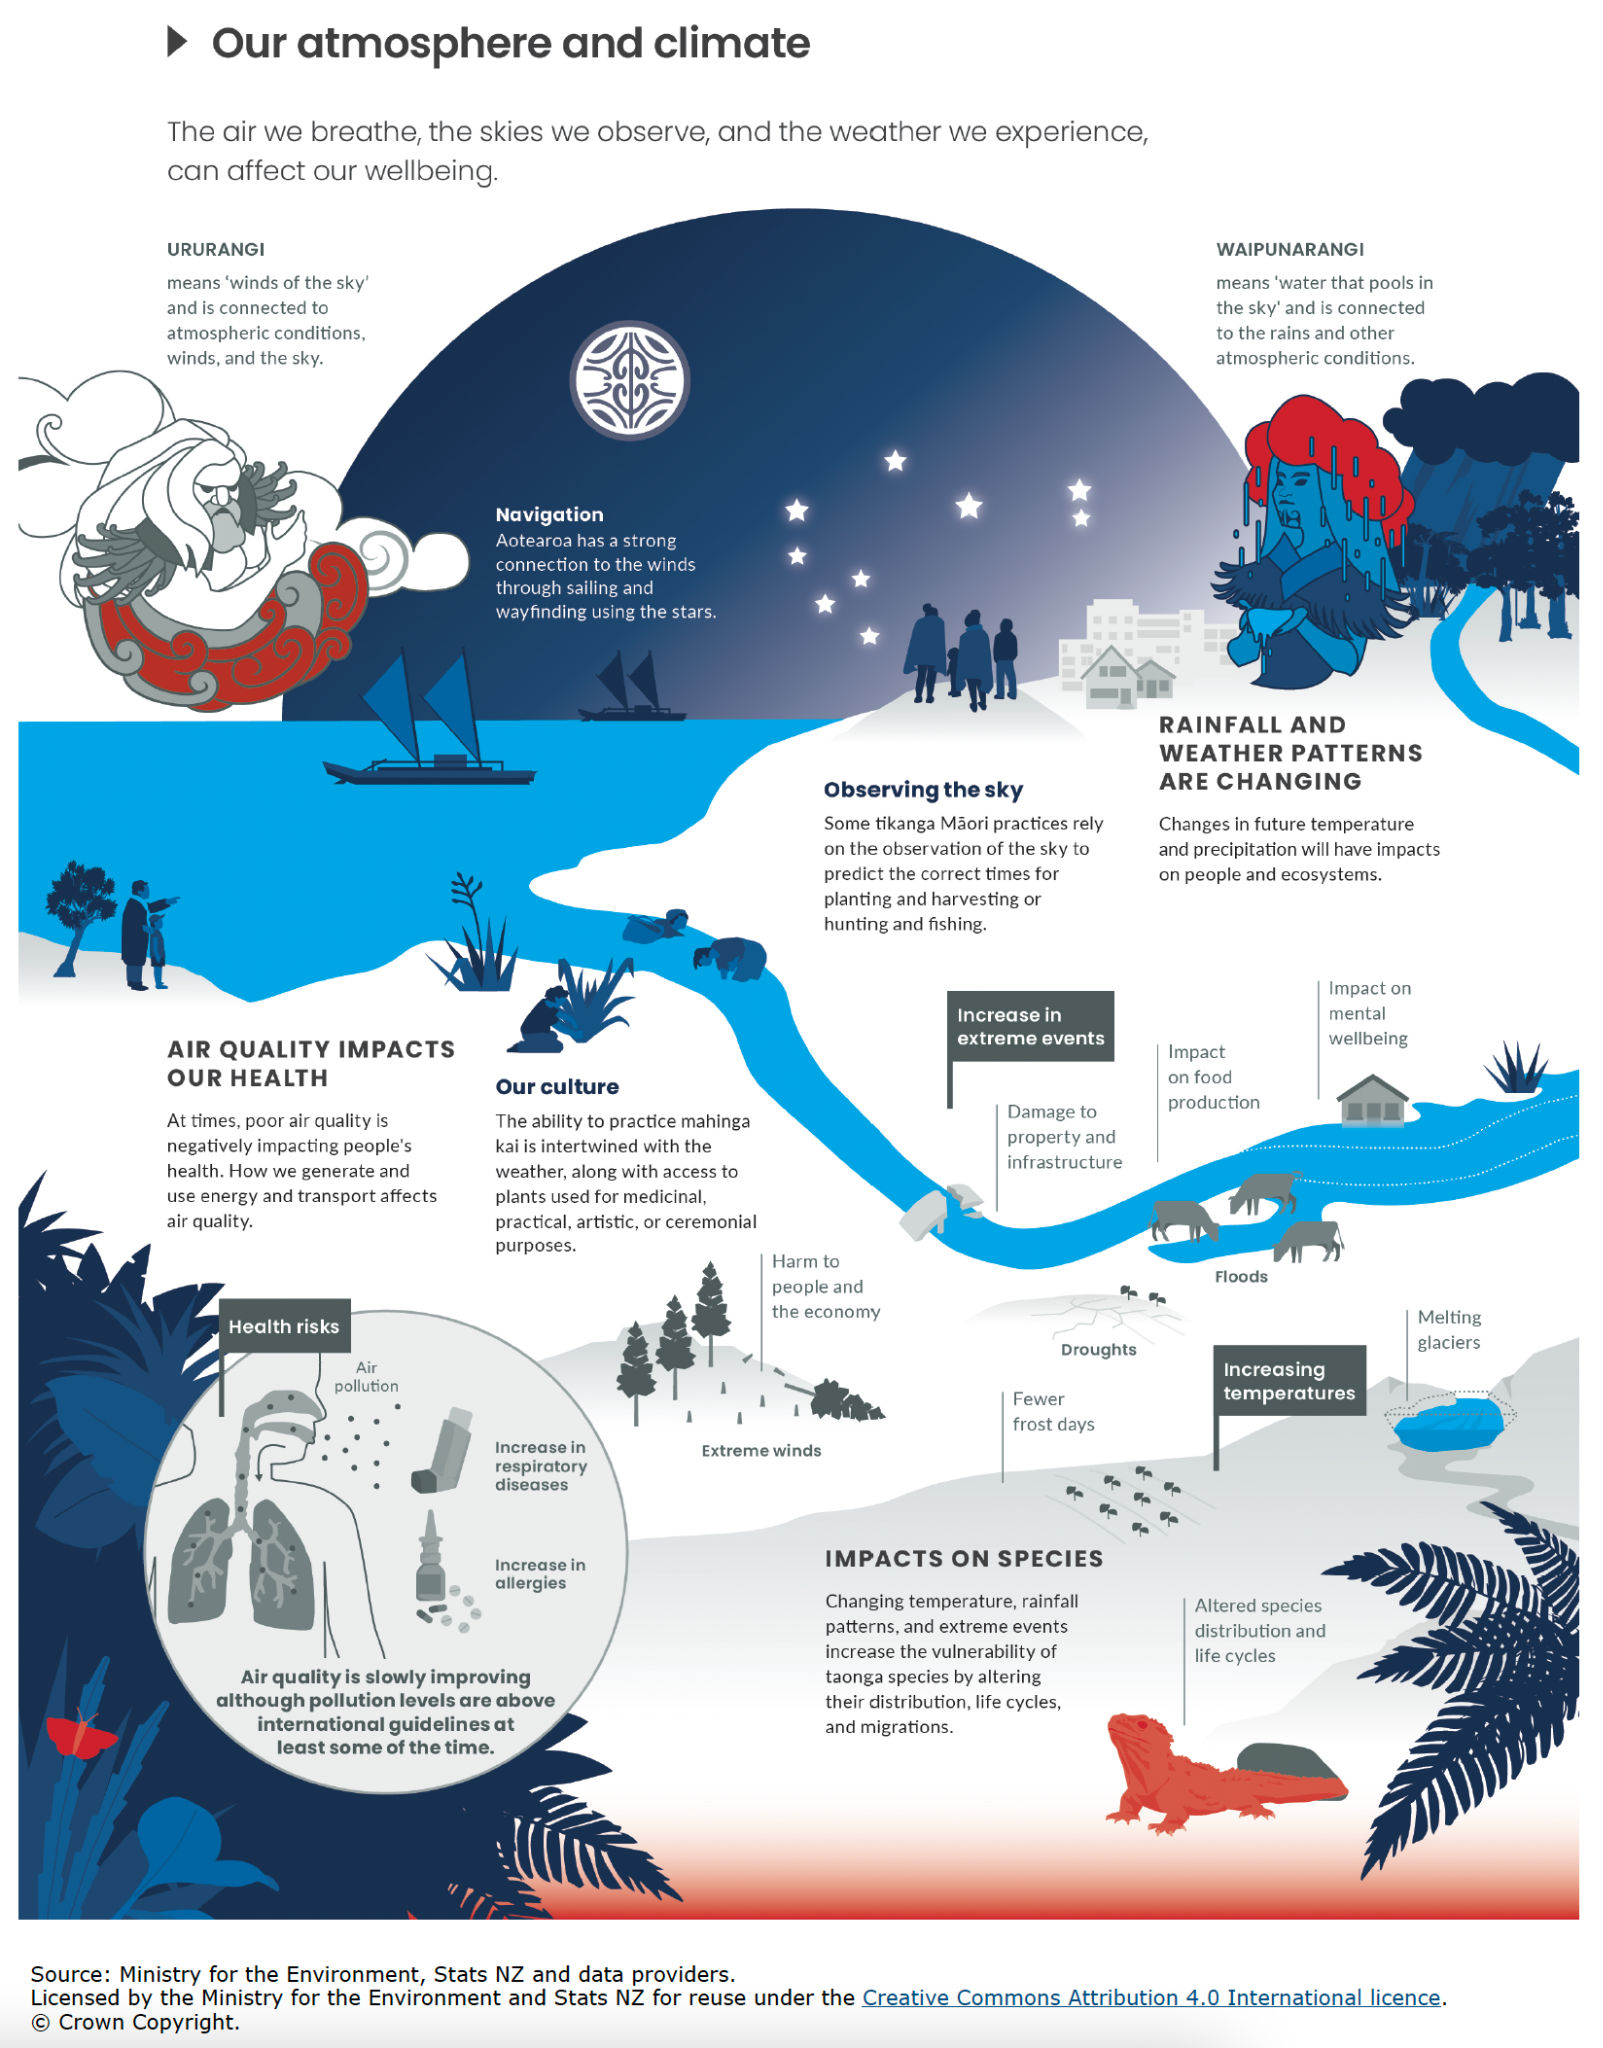 Our atmosphere and climate
The air we breathe, the skies we observe, and the weather we experience,
can affect our wellbeing.
URURANGI
means 'winds of the sky'
and is connected to
atmospheric conditions,
winds, and the sky.
WAIPUNARANGI
means 'water that pools in
the sky' and is connected
to the rains and other
atmospheric conditions.
Navigation
Aotearoa has a strong
connection to the winds
through sailing and
wayfinding using the stars.
Observing the sky
Some tikanga Māori practices rely
on the observation of the sky to
predict the correct times for
planting and harvesting or
hunting and fishing.
RAINFALL AND
WEATHER PATTERNS
ARE CHANGING
Changes in future temperature
and precipitation will have impacts
on people and ecosystems.
AIR QUALITY IMPACTS
OUR HEALTH
At times, poor air quality is
negatively impacting people's
health. How we generate and
use energy and transport affects
air quality.
Our culture
The ability to practice mahinga
kai is intertwined with the
weather, along with access to
plants used for medicinal,
practical, artistic, or ceremonial
purposes.
Increase in
extreme events
Damage to
property and
infrastructure
Impact
on food
production
Impact on
mental
wellbeing
Floods
Droughts
Harm to
people and
the economy
Extreme winds
Health risks
Air
pollution
Increase in
respiratory
diseases
Increase in
allergies
Air quality is slowly improving
although pollution levels are above
international guidelines at
least some of the time.
Increasing
temperatures
Melting
glaciers
Fewer
frost days
IMPACTS ON SPECIES
Changing temperature, rainfall
patterns, and extreme events
increase the vulnerability of
taonga species by altering
their distribution, life cycles,
and migrations.
Altered species
distribution and
life cycles
Source: Ministry for the Environment, Stats NZ and data providers.
Licensed by the Ministry for the Environment and Stats NZ for reuse under the Creative Commons Attribution 4.0 International licence.
© Crown Copyright.